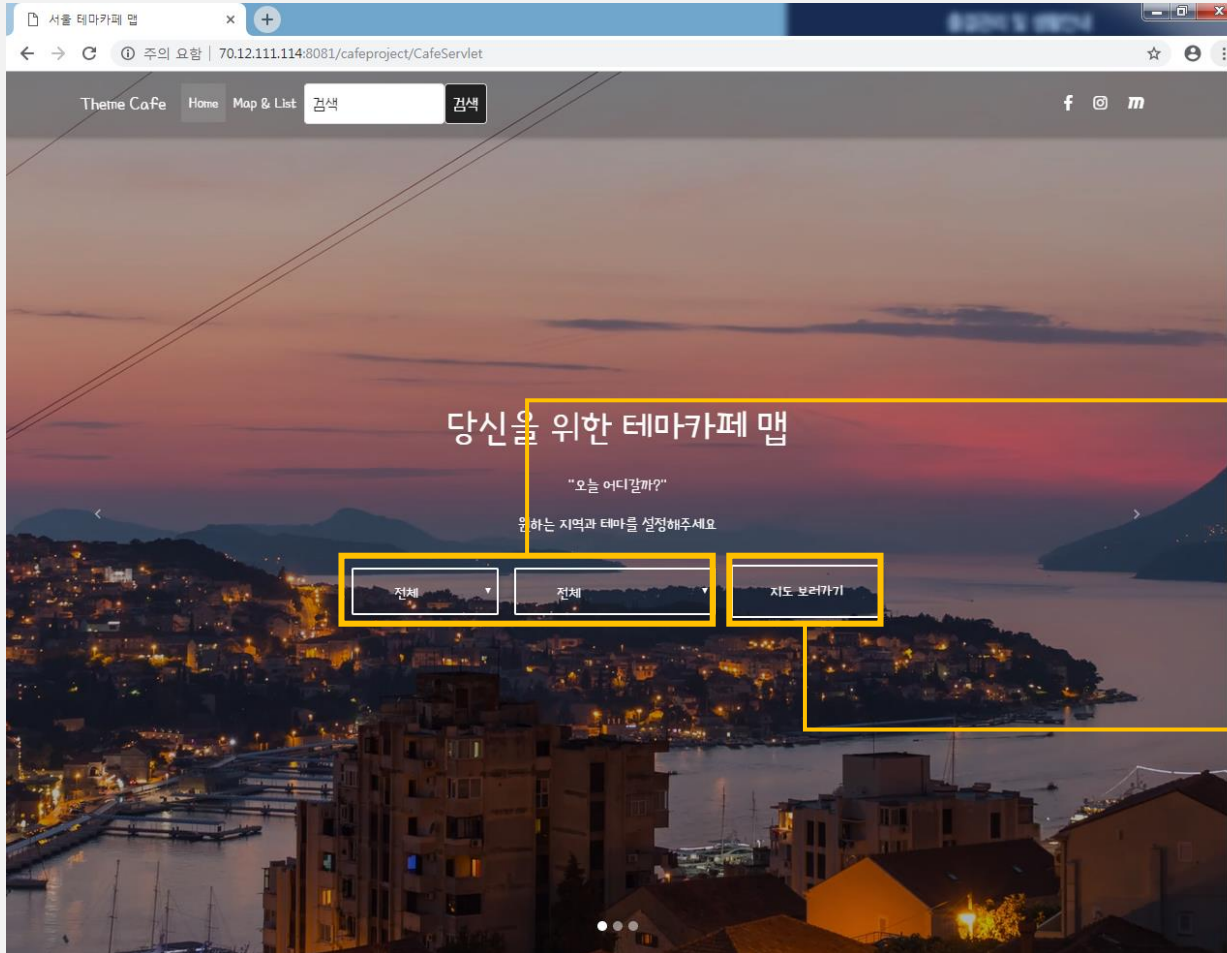 서울 테마카페 맵
주의 요함 | 70.12.111.114:8081/cafeproject/CafeServlet
Theme Cafe Home Map & List 검색 검색
당신을 위한 테마카페 맵
"오늘 어디갈까?"
원하는 지역과 테마를 설정해주세요
전체 전체 지도 보러가기